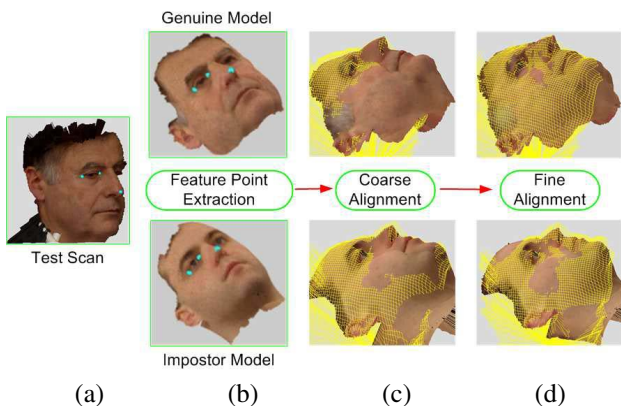 Genuine Model
Test Scan
Feature Point
Extraction
Coarse
Alignment
Fine
Alignment
Impostor Model
(a) (b) (c) (d)